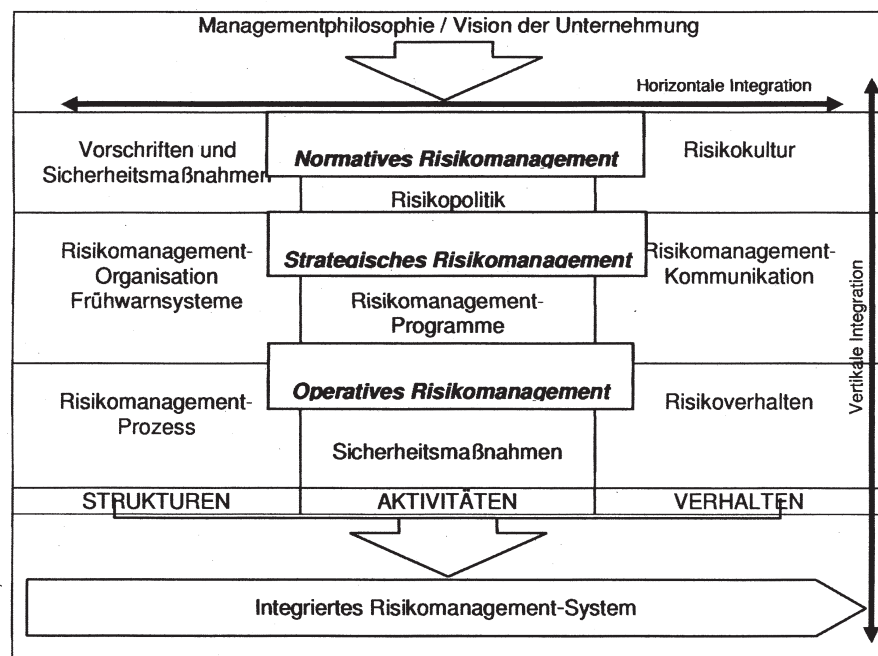 Managementphilosophie / Vision der Unternehmung
Horizontale Integration
Vorschriften und
Sicherheitsmaßnahmen
Normatives Risikomanagement
Risikokultur
Risikopolitik
Risikomanagement-
Organisation
Frühwarnsysteme
Strategisches Risikomanagement
Risikomanagement-
Kommunikation
Risikomanagement-
Programme
Vertikale Integration
Risikomanagement-
Prozess
Operatives Risikomanagement
Risikoverhalten
Sicherheitsmaßnahmen
STRUKTUREN
AKTIVITÄTEN
VERHALTEN
Integriertes Risikomanagement-System